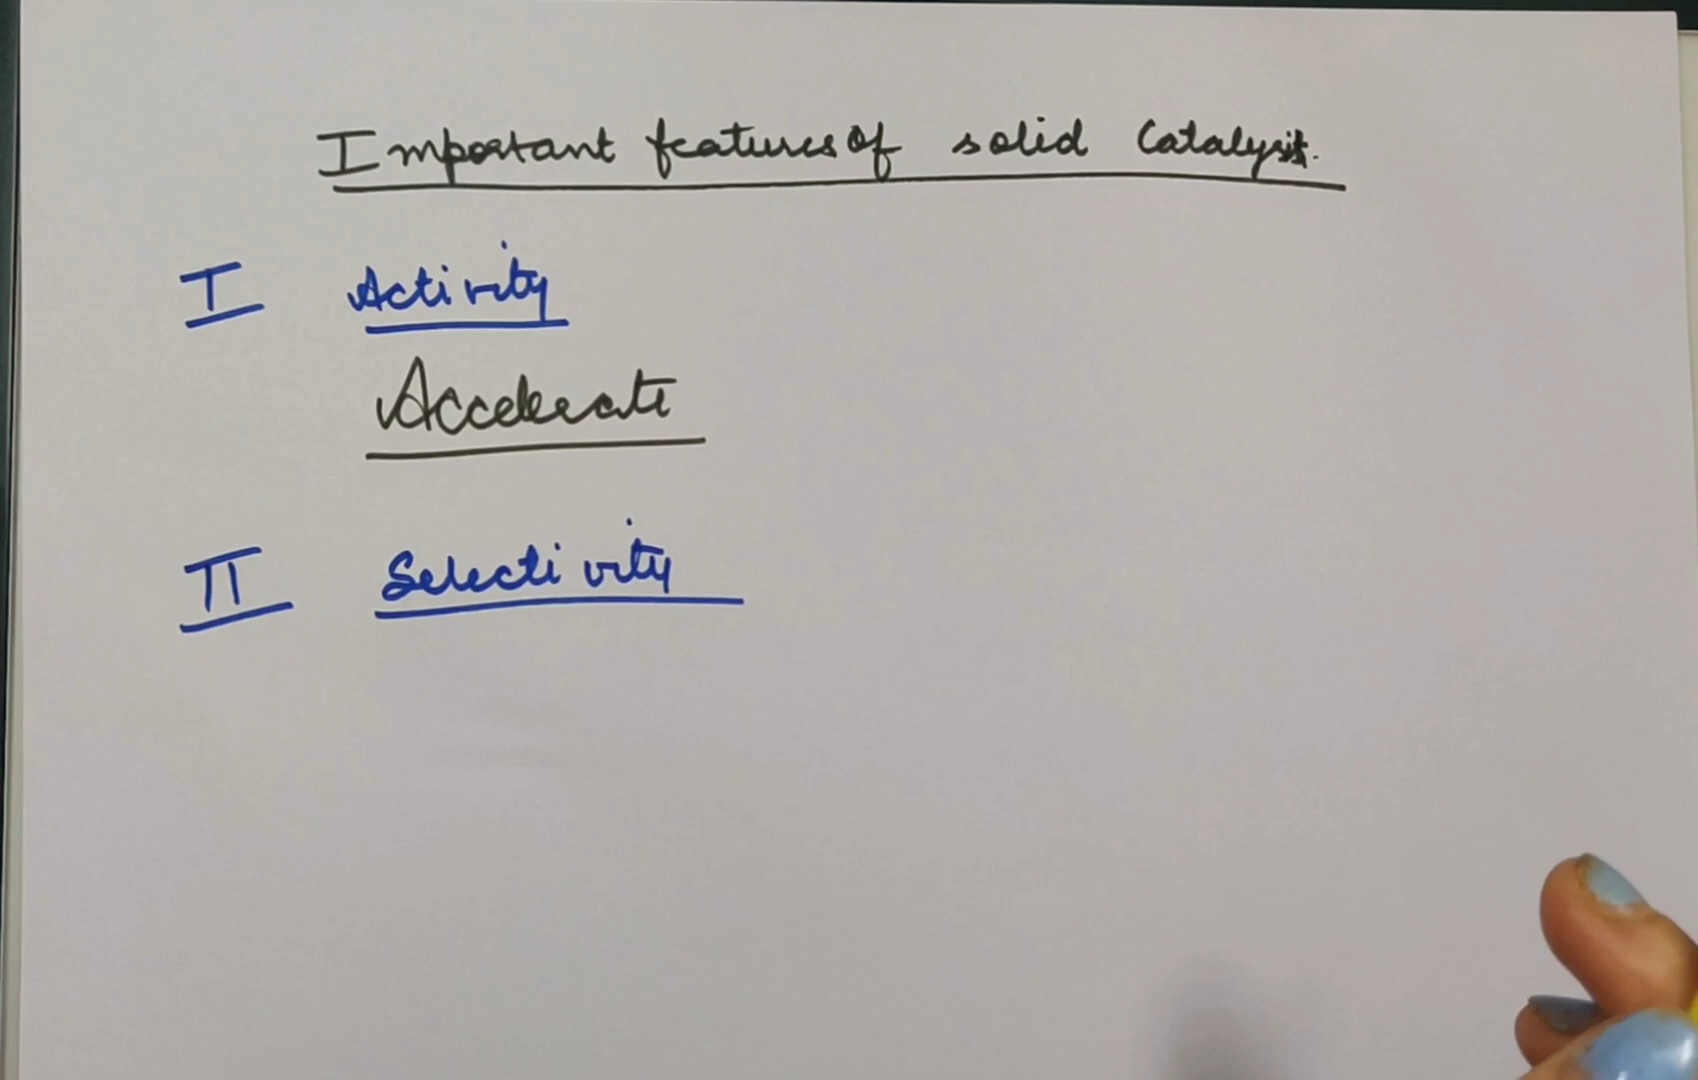 Important features of solid Catalyst.
I Activity
Accelerate
II Selectivity